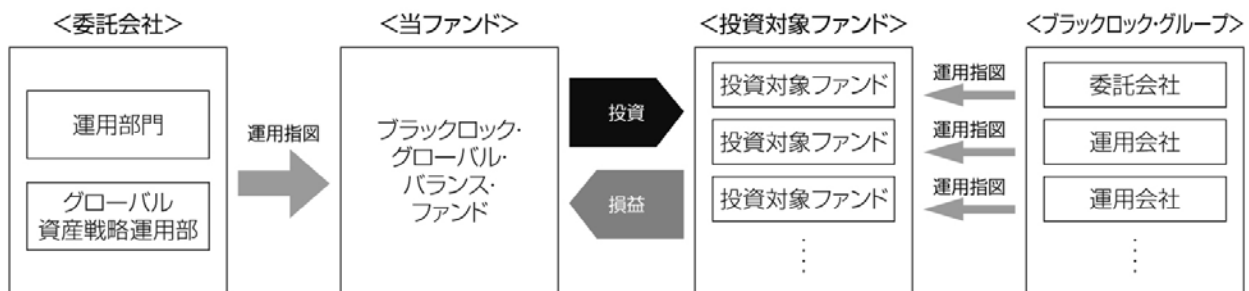 <委託会社>
運用部門
グローバル
資産戦略運用部
運用指図
<当ファンド>
ブラックロック・
グローバル・
バランス・
ファンド
投資
損益
<投資対象ファンド>
投資対象ファンド
投資対象ファンド
投資対象ファンド
運用指図
運用指図
運用指図
<ブラックロック・グループ>
委託会社
運用会社
運用会社